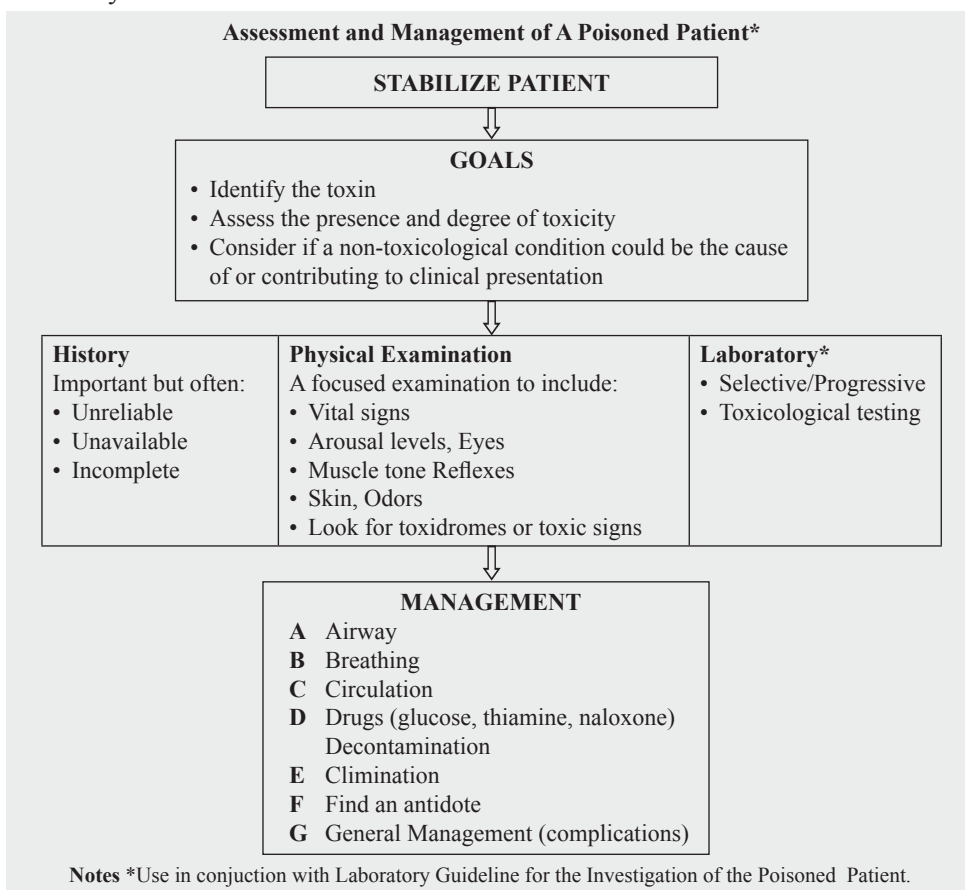 Assessment and Management of A Poisoned Patient*
STABILIZE PATIENT
GOALS
• Identify the toxin
• Assess the presence and degree of toxicity
• Consider if a non-toxicological condition could be the cause
of or contributing to clinical presentation
History
Important but often:
• Unreliable
• Unavailable
• Incomplete
Physical Examination
A focused examination to include:
• Vital signs
• Arousal levels, Eyes
• Muscle tone Reflexes
• Skin, Odors
• Look for toxidromes or toxic signs
Laboratory*
• Selective/Progressive
• Toxicological testing
MANAGEMENT
A Airway
B Breathing
C Circulation
D Drugs (glucose, thiamine, naloxone)
Decontamination
E Climination
F Find an antidote
G General Management (complications)
Notes *Use in conjuction with Laboratory Guideline for the Investigation of the Poisoned Patient.